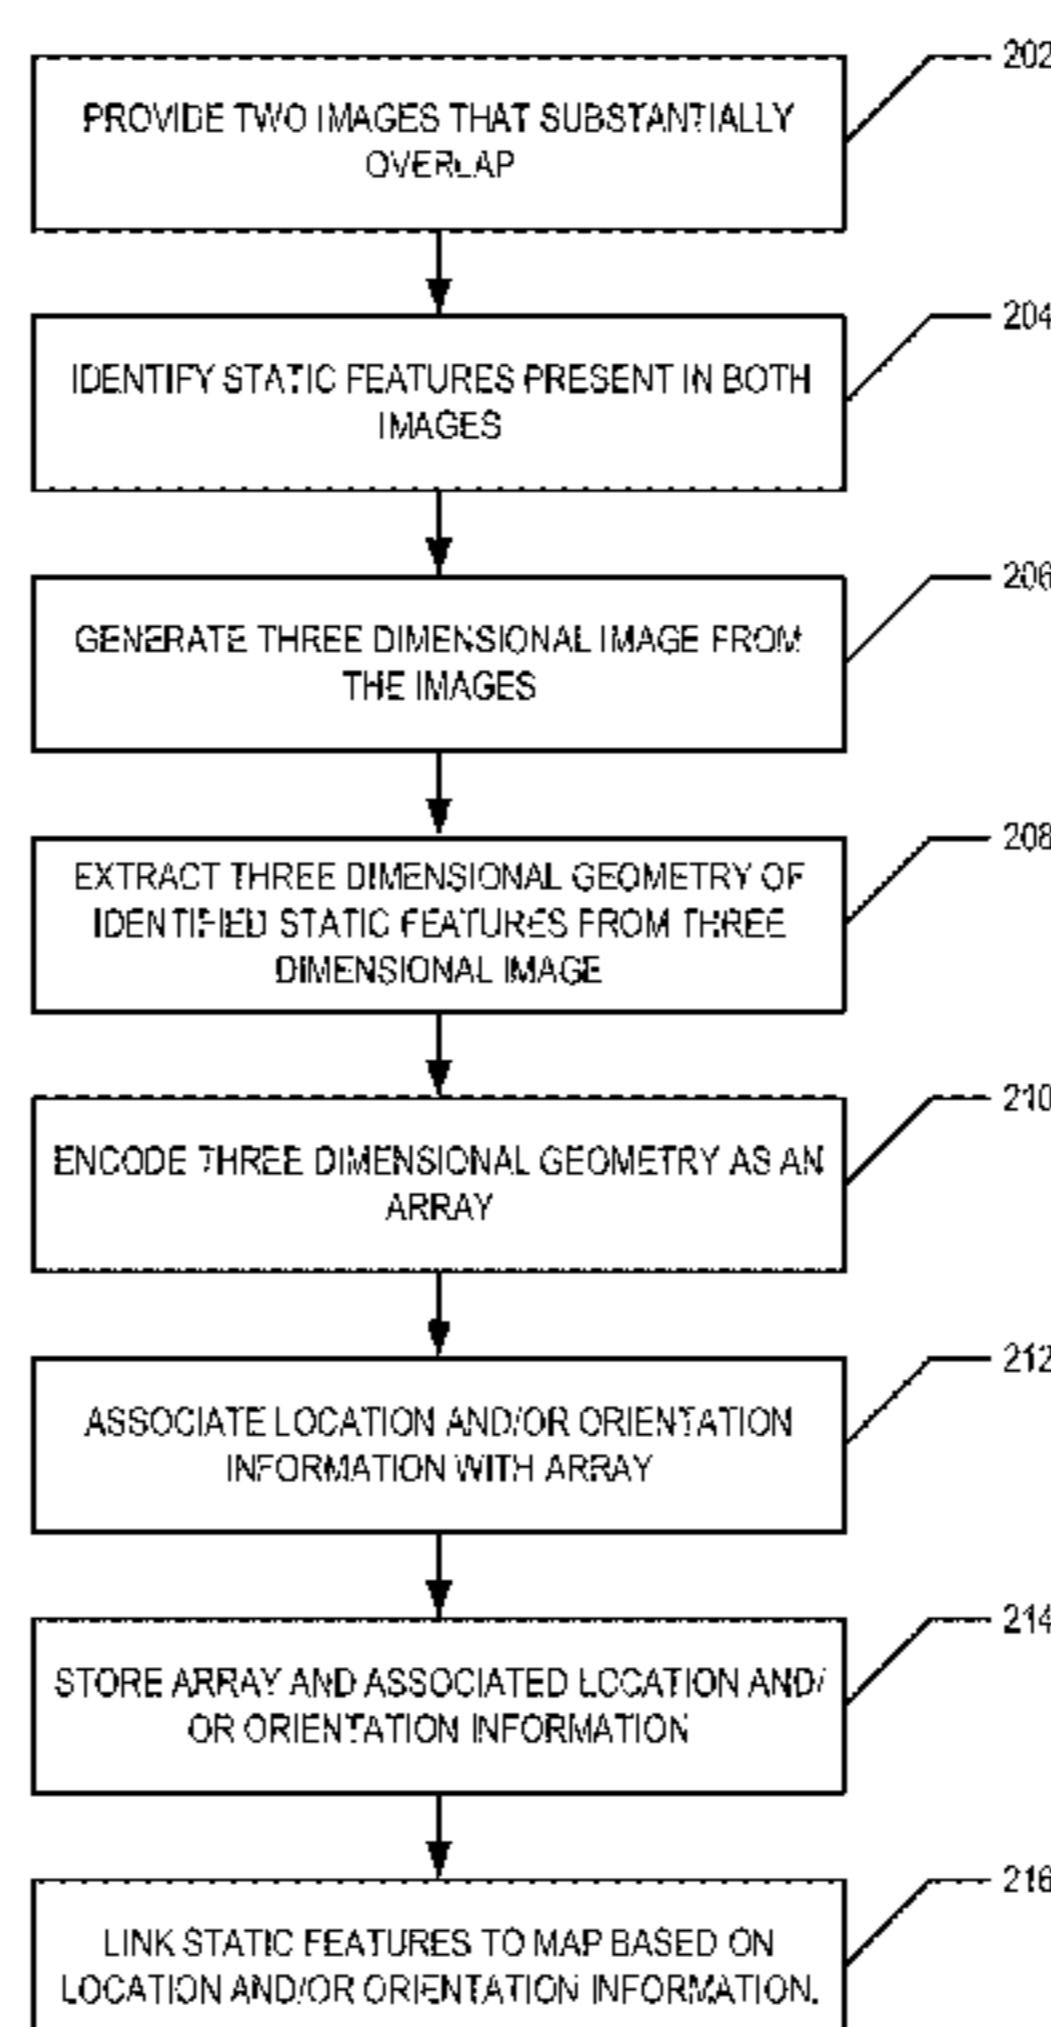 202
PROVIDE TWO IMAGES THAT SUBSTANTIALLY
OVERLAP
204
IDENTIFY STATIC FEATURES PRESENT IN BOTH
IMAGES
206
GENERATE THREE DIMENSIONAL IMAGE FROM
THE IMAGES
208
EXTRACT THREE DIMENSIONAL GEOMETRY OF
IDENTIFIED STATIC FEATURES FROM THREE
DIMENSIONAL IMAGE
210
ENCODE THREE DIMENSIONAL GEOMETRY AS AN
ARRAY
212
ASSOCIATE LOCATION AND/OR ORIENTATION
INFORMATION WITH ARRAY
214
STORE ARRAY AND ASSOCIATED LOCATION AND/
OR ORIENTATION INFORMATION
216
LINK STATIC FEATURES TO MAP BASED ON
LOCATION AND/OR ORIENTATION INFORMATION.